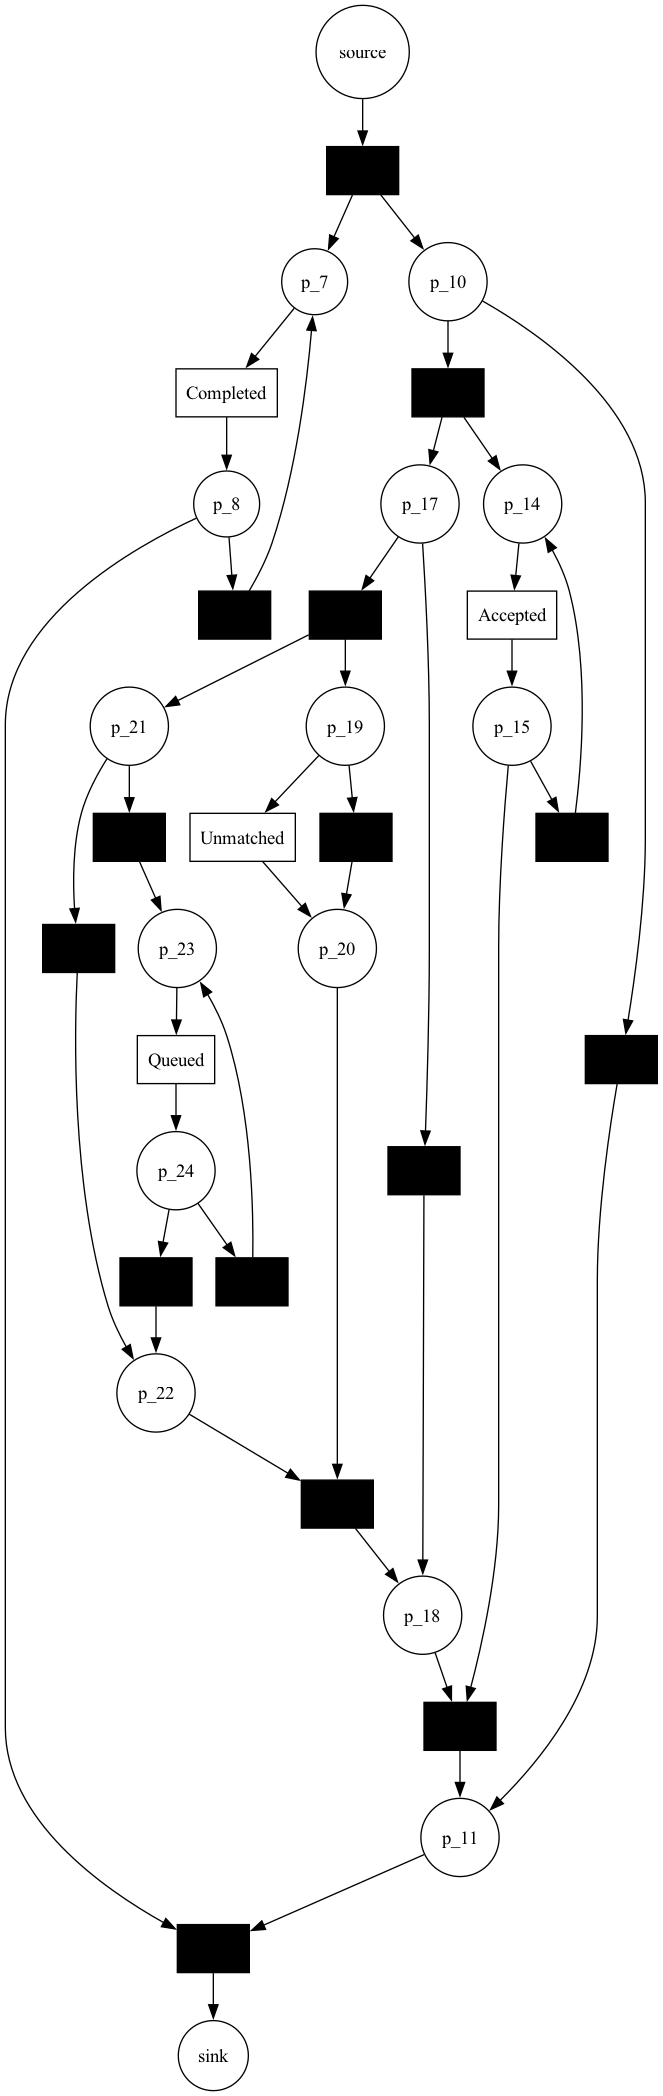 source
p_7
p_10
Completed
p_8
p_17
p_14
Accepted
p_21
p_19
p_15
Unmatched
p_23
p_20
Queued
p_24
p_22
p_18
p_11
sink